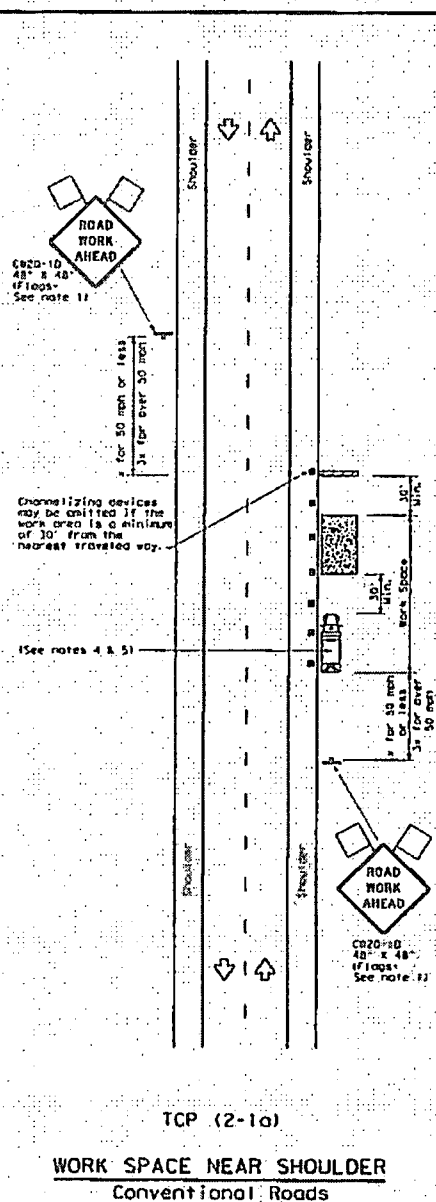 Shoulder
Shoulder
ROAD
WORK
AHEAD
CW20-1D
48" X 48"
(Flags-
See note 1)
x for 50 mph or less
3x for over 50 mph
Channelizing devices
may be omitted if the
work area is a minimum
of 30' from the
nearest traveled way.
30'
Min.
30'
Min.
Work Space
(See notes 4 & 5)
x for 50 mph
or less
3x for over
50 mph
Shoulder
Shoulder
ROAD
WORK
AHEAD
CW20-1D
48" X 48"
(Flags-
See note 1)
TCP (2-1a)
WORK SPACE NEAR SHOULDER
Conventional Roads